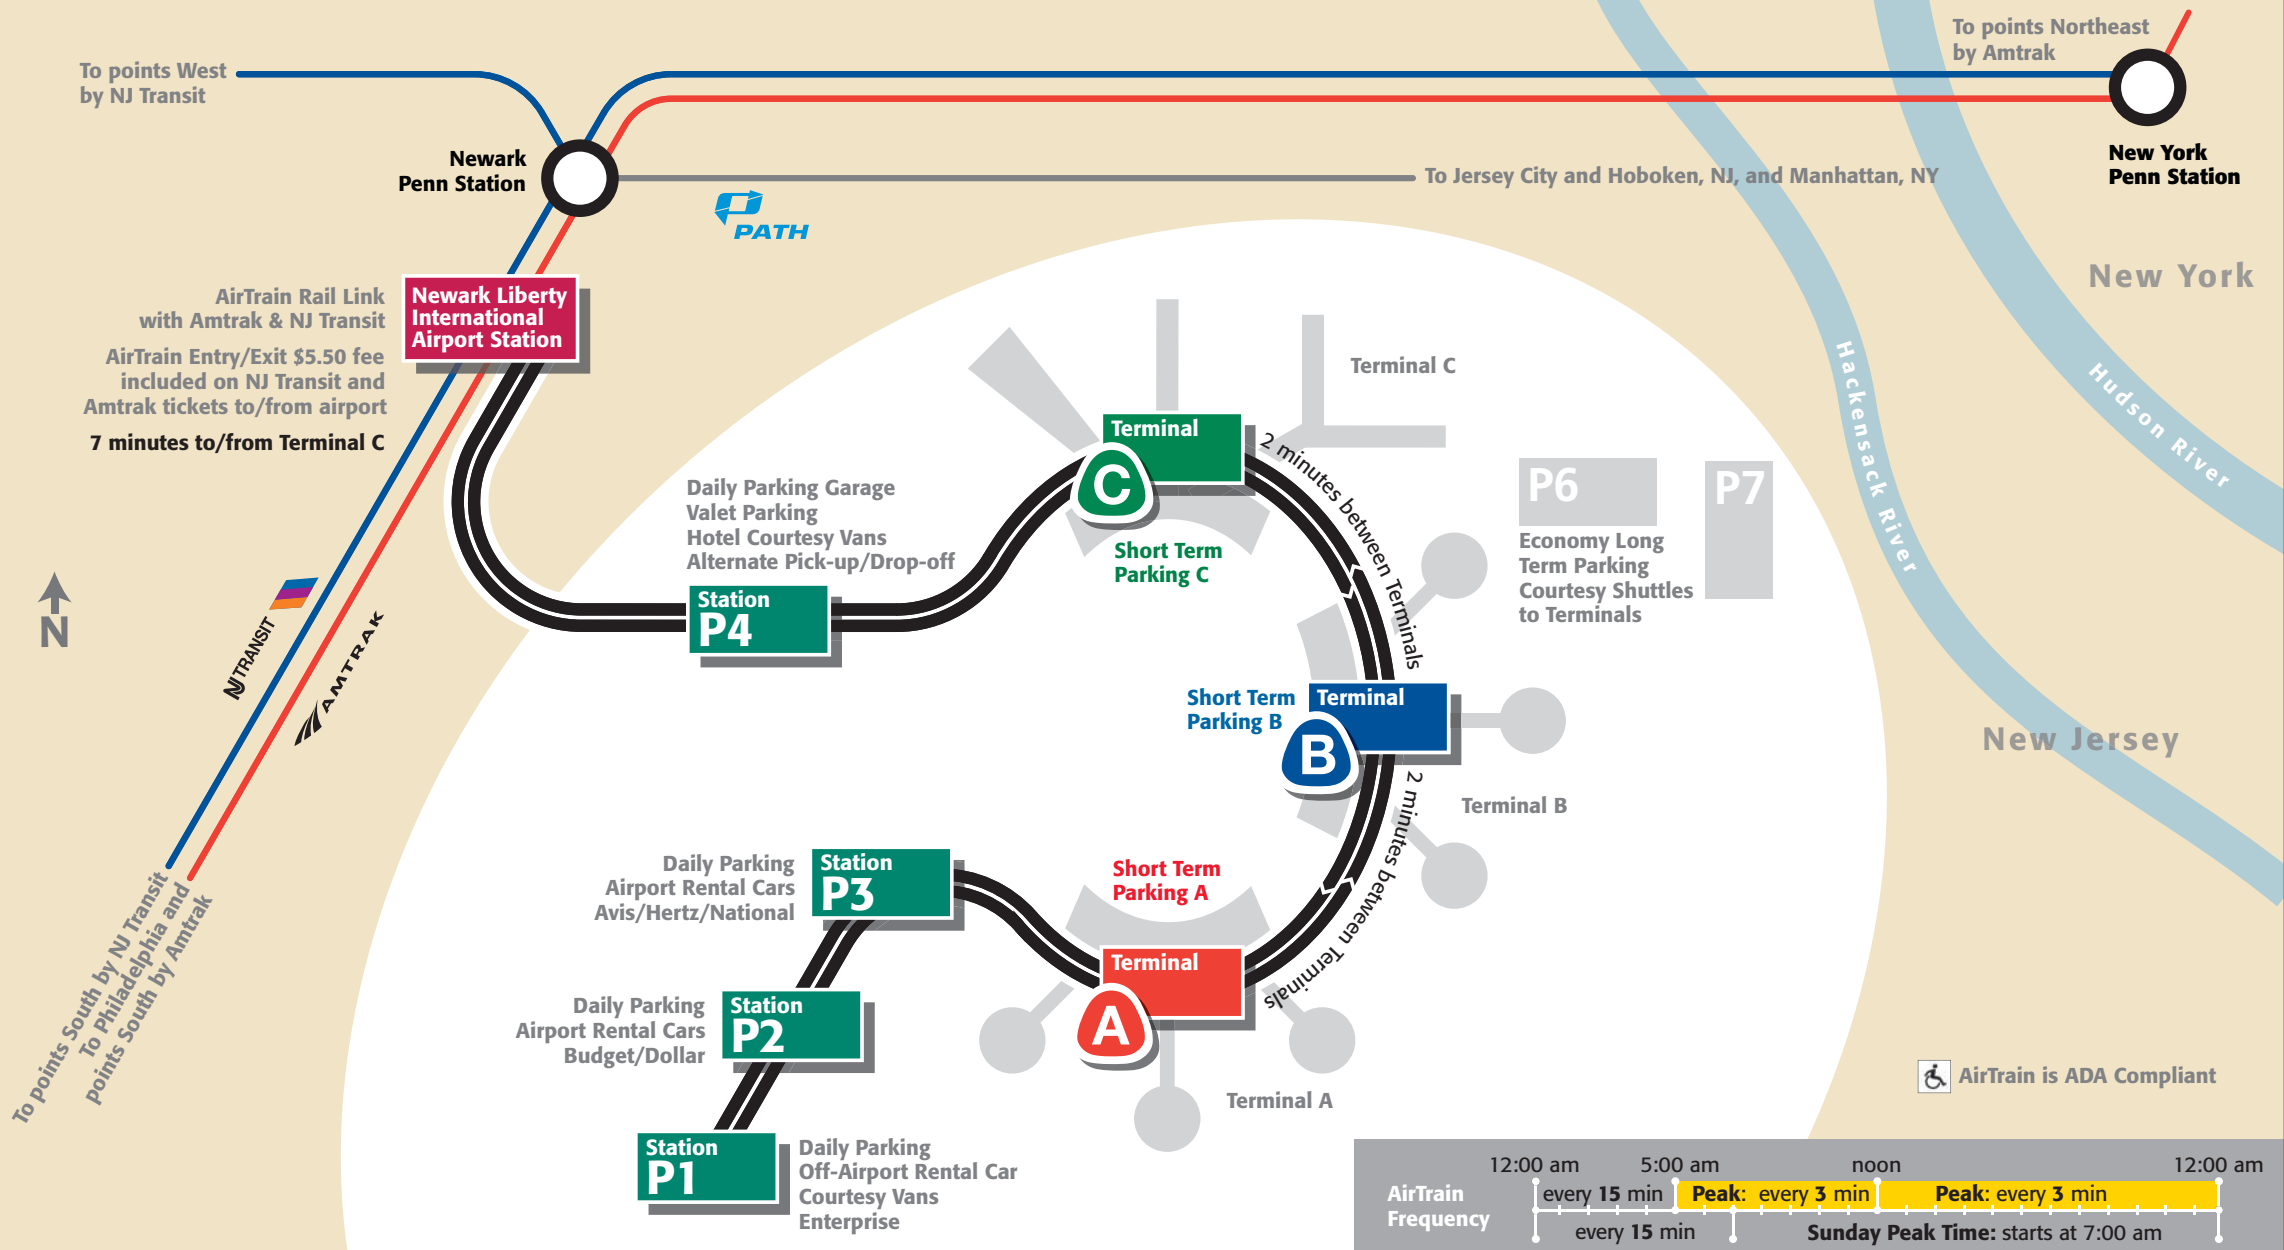 To points West
by NJ Transit
To points Northeast
by Amtrak
Newark
Penn Station
New York
Penn Station
To Jersey City and Hoboken, NJ, and Manhattan, NY
PATH
New York
AirTrain Rail Link
with Amtrak & NJ Transit
AirTrain Entry/Exit $5.50 fee
included on NJ Transit and
Amtrak tickets to/from airport
7 minutes to/from Terminal C
Newark Liberty
International
Airport Station
Terminal C
Hackensack River
Hudson River
Terminal
C
2 minutes between Terminals
Short Term
Parking C
Daily Parking Garage
Valet Parking
Hotel Courtesy Vans
Alternate Pick-up/Drop-off
Station
P4
P6
P7
Economy Long
Term Parking
Courtesy Shuttles
to Terminals
N
NJ TRANSIT
AMTRAK
Short Term
Parking B
Terminal
B
Terminal B
New Jersey
2 minutes between Terminals
Daily Parking
Airport Rental Cars
Avis/Hertz/National
Station
P3
Short Term
Parking A
Terminal
A
Terminal A
To points South by NJ Transit
To Philadelphia and
points South by Amtrak
Daily Parking
Airport Rental Cars
Budget/Dollar
Station
P2
Station
P1
Daily Parking
Off-Airport Rental Car
Courtesy Vans
Enterprise
AirTrain is ADA Compliant
12:00 am 5:00 am noon 12:00 am
AirTrain
Frequency
every 15 min Peak: every 3 min Peak: every 3 min
every 15 min Sunday Peak Time: starts at 7:00 am